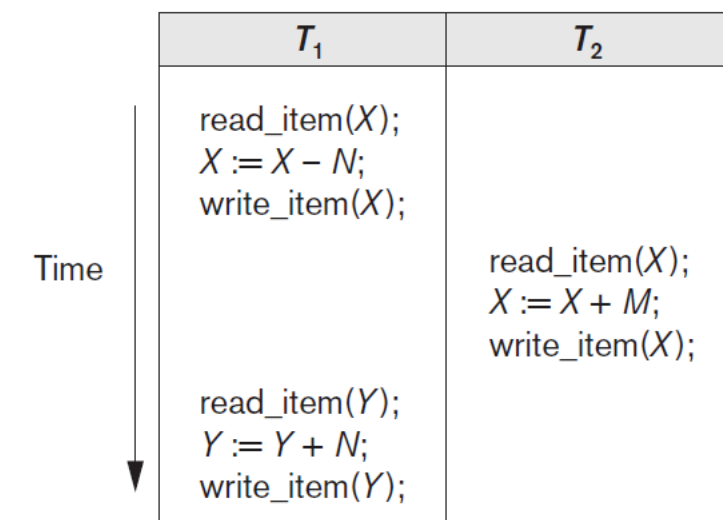 T₁ T₂
read_item(X);
X := X – N;
write_item(X);
Time
read_item(X);
X := X + M;
write_item(X);
read_item(Y);
Y := Y + N;
write_item(Y);